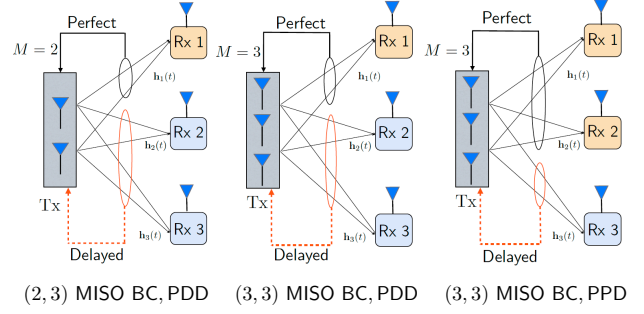 Perfect
M = 2
Rx 1
h₁(t)
Rx 2
h₂(t)
Tx
Rx 3
h₃(t)
Delayed
(2, 3) MISO BC, PDD
Perfect
M = 3
Rx 1
h₁(t)
Rx 2
h₂(t)
Tx
Rx 3
h₃(t)
Delayed
(3, 3) MISO BC, PDD
Perfect
M = 3
Rx 1
h₁(t)
Rx 2
h₂(t)
Tx
Rx 3
h₃(t)
Delayed
(3, 3) MISO BC, PPD